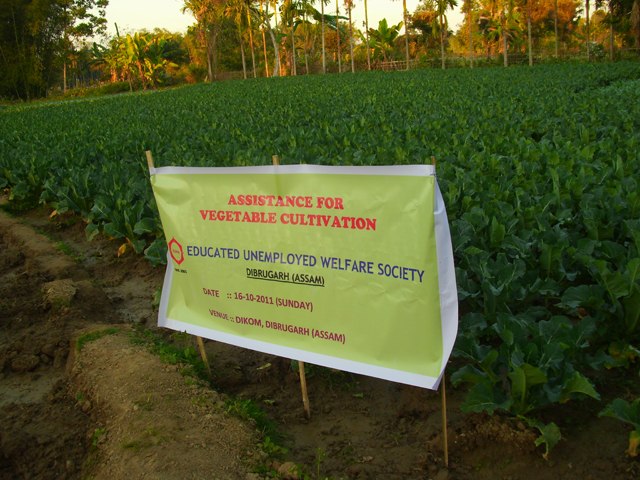 ASSISTANCE FOR
VEGETABLE CULTIVATION
EDUCATED UNEMPLOYED WELFARE SOCIETY
DIBRUGARH (ASSAM)
DATE :: 16-10-2011 (SUNDAY)
VENUE :: DIKOM, DIBRUGARH (ASSAM)